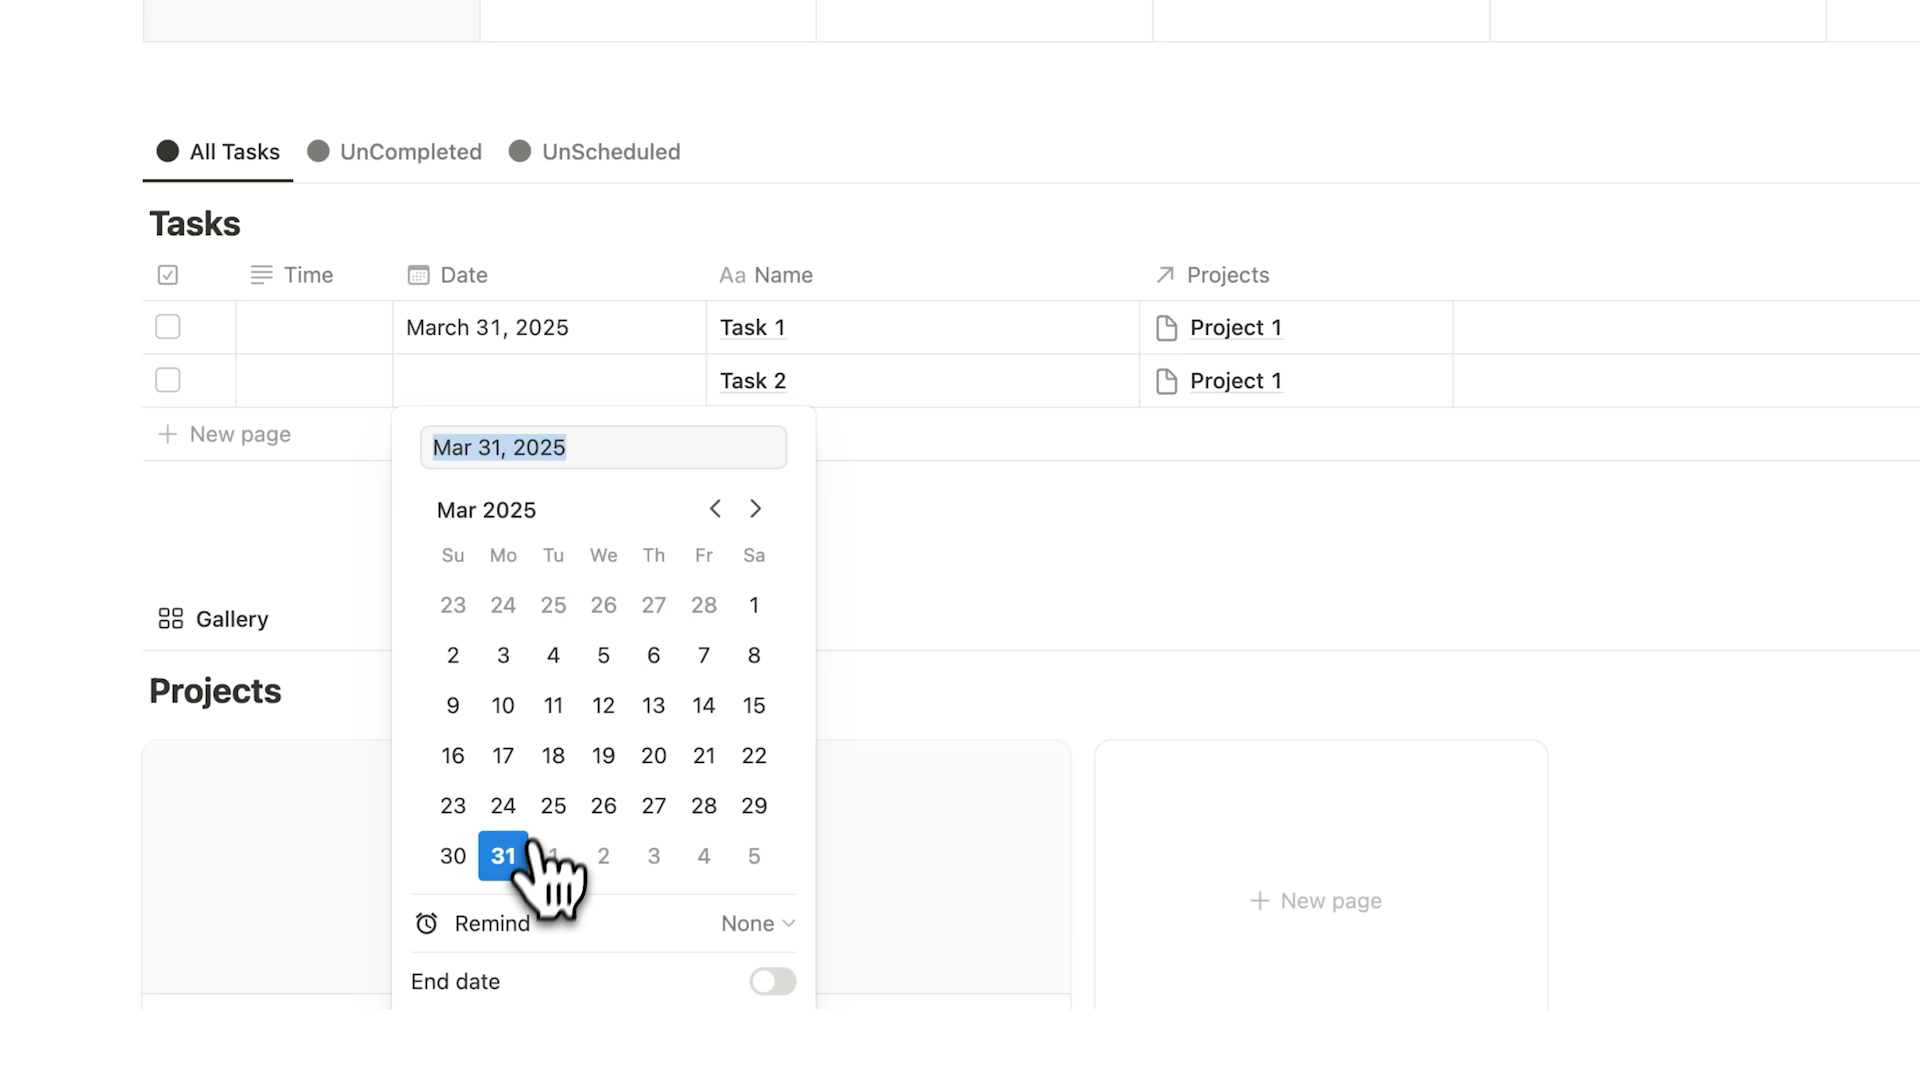 All Tasks UnCompleted UnScheduled
Tasks
Time Date Aa Name Projects
March 31, 2025 Task 1 Project 1
Task 2 Project 1
New page
Mar 31, 2025
Mar 2025
Su Mo Tu We Th Fr Sa
23 24 25 26 27 28 1
2 3 4 5 6 7 8
9 10 11 12 13 14 15
16 17 18 19 20 21 22
23 24 25 26 27 28 29
30 31 1 2 3 4 5
Remind None
End date
Gallery
Projects
New page